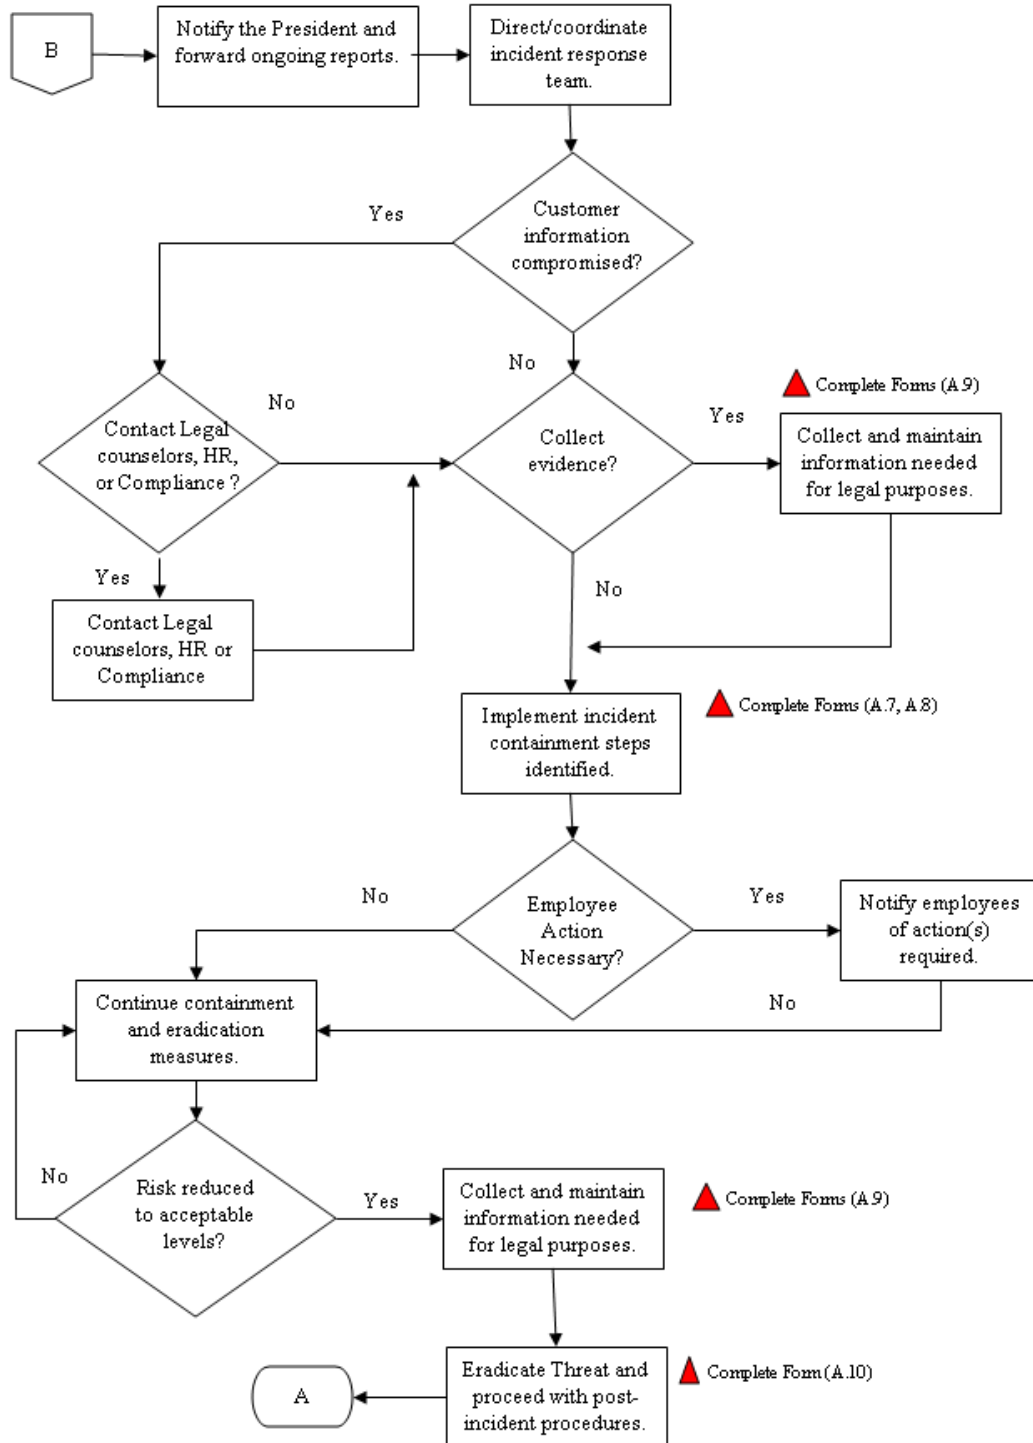 B
Notify the President and
forward ongoing reports.
Direct/coordinate
incident response
team.
Yes
Customer
information
compromised?
No
No
Contact Legal
counselors, HR,
or Compliance ?
Collect
evidence?
Yes
Complete Forms (A.9)
Collect and maintain
information needed
for legal purposes.
Yes
Contact Legal
counselors, HR or
Compliance
No
Implement incident
containment steps
identified.
Complete Forms (A.7, A.8)
No
Employee
Action
Necessary?
Yes
Notify employees
of action(s)
required.
No
Continue containment
and eradication
measures.
No
Risk reduced
to acceptable
levels?
Yes
Collect and maintain
information needed
for legal purposes.
Complete Forms (A.9)
A
Eradicate Threat and
proceed with post-
incident procedures.
Complete Form (A.10)